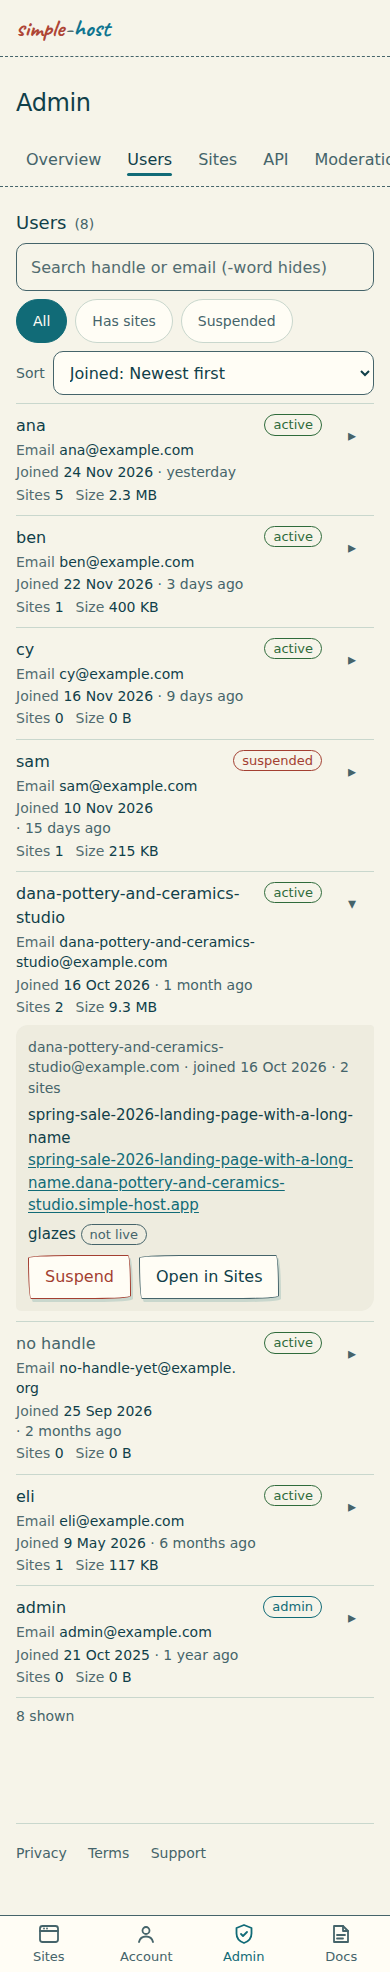 simple-host
Admin
Overview Users Sites API Moderatio
Users (8)
Search handle or email (-word hides)
All Has sites Suspended
Sort Joined: Newest first
ana active
Email ana@example.com
Joined 24 Nov 2026 · yesterday
Sites 5 Size 2.3 MB
ben active
Email ben@example.com
Joined 22 Nov 2026 · 3 days ago
Sites 1 Size 400 KB
cy active
Email cy@example.com
Joined 16 Nov 2026 · 9 days ago
Sites 0 Size 0 B
sam suspended
Email sam@example.com
Joined 10 Nov 2026
· 15 days ago
Sites 1 Size 215 KB
dana-pottery-and-ceramics- active
studio
Email dana-pottery-and-ceramics-
studio@example.com
Joined 16 Oct 2026 · 1 month ago
Sites 2 Size 9.3 MB
dana-pottery-and-ceramics-
studio@example.com · joined 16 Oct 2026 · 2
sites
spring-sale-2026-landing-page-with-a-long-
name
spring-sale-2026-landing-page-with-a-long-
name.dana-pottery-and-ceramics-
studio.simple-host.app
glazes not live
Suspend Open in Sites
no handle active
Email no-handle-yet@example.
org
Joined 25 Sep 2026
· 2 months ago
Sites 0 Size 0 B
eli active
Email eli@example.com
Joined 9 May 2026 · 6 months ago
Sites 1 Size 117 KB
admin admin
Email admin@example.com
Joined 21 Oct 2025 · 1 year ago
Sites 0 Size 0 B
8 shown
Privacy Terms Support
Sites Account Admin Docs